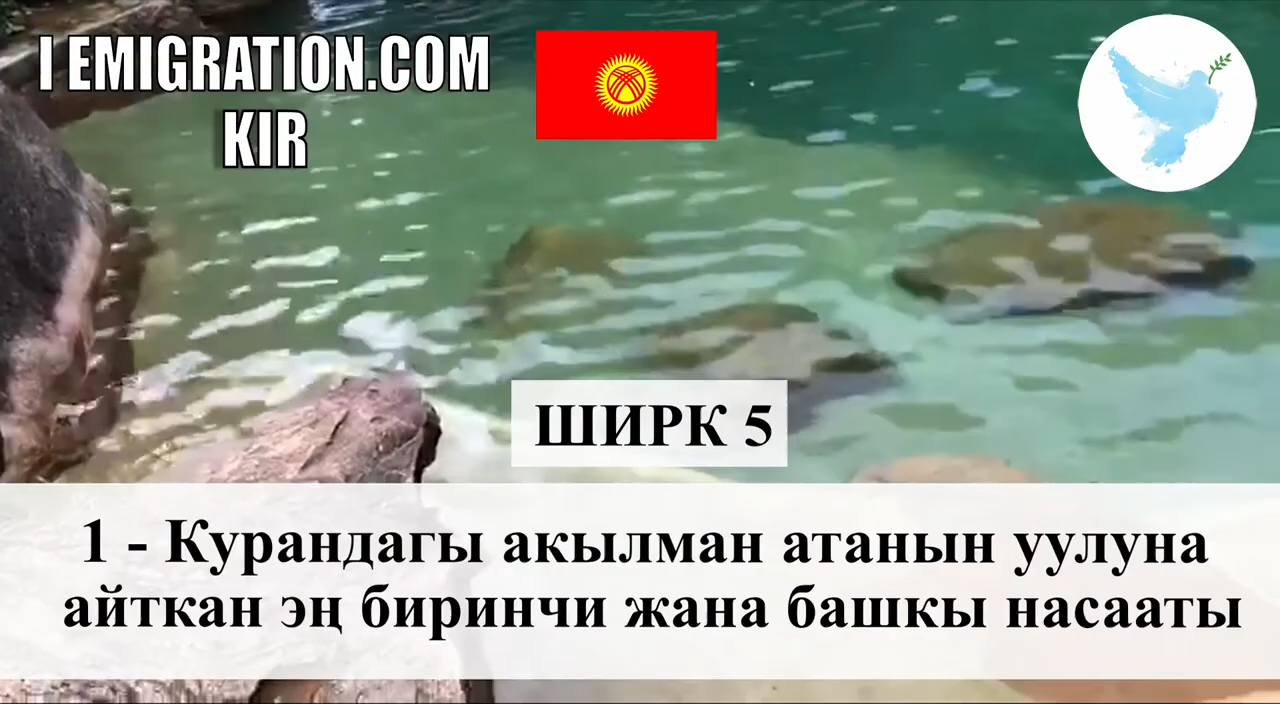 I EMIGRATION.COM
KIR
ШИРК 5
1 - Курандагы акылман атанын уулуна
айткан эң биринчи жана башкы насааты